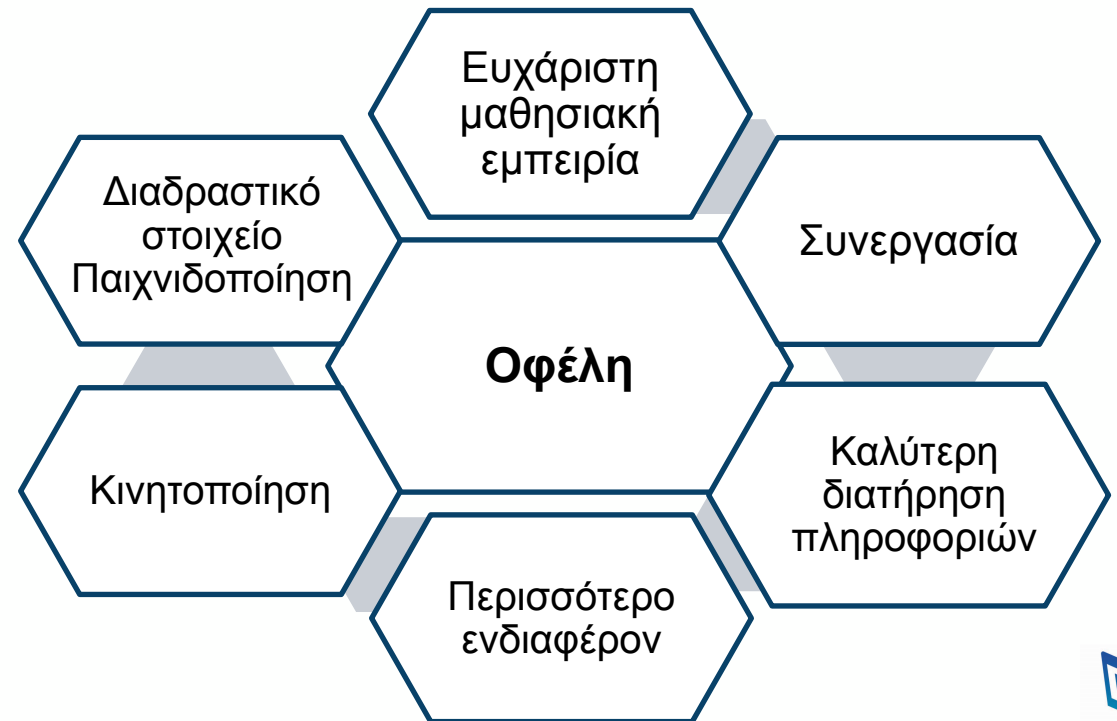 Ευχάριστη
μαθησιακή
εμπειρία
Διαδραστικό
στοιχείο
Παιχνιδοποίηση
Συνεργασία
Οφέλη
Κινητοποίηση
Καλύτερη
διατήρηση
πληροφοριών
Περισσότερο
ενδιαφέρον